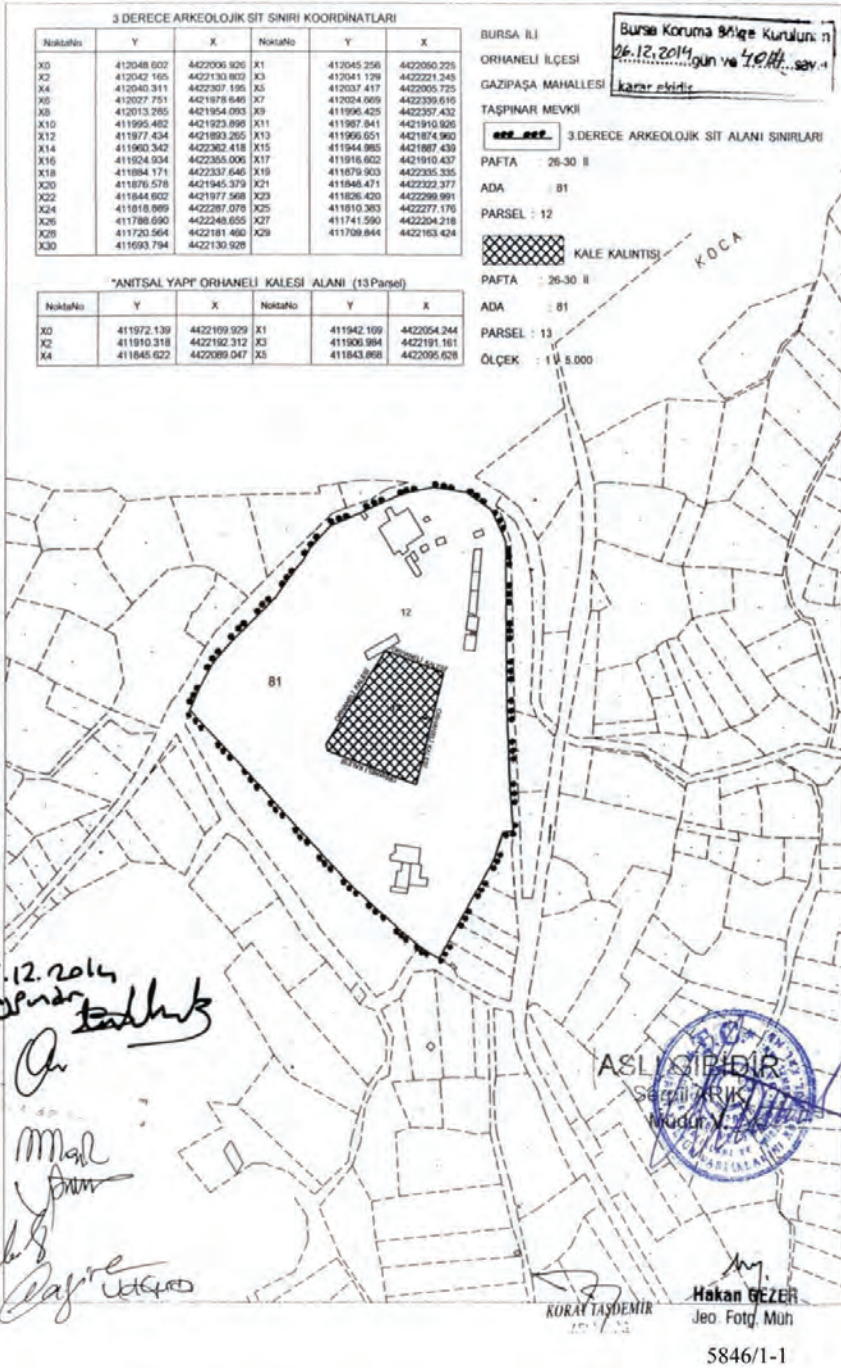 3 DERECE ARKEOLOJİK SİT SINIRI KOORDİNATLARI
NoktaNo Y X NoktaNo Y X
X0 412048.602 4422006.926 X1 412045.256 4422050.225
X2 412042.165 4422130.802 X3 412041.129 4422221.245
X4 412040.311 4422307.195 X5 412037.417 4422005.725
X6 412027.751 4421978.646 X7 412024.669 4422339.616
X8 412013.285 4421954.093 X9 411996.425 4422357.432
X10 411995.482 4421923.898 X11 411987.841 4421910.926
X12 411977.434 4421893.265 X13 411966.651 4421874.960
X14 411960.342 4422362.418 X15 411944.985 4421887.439
X16 411924.934 4422355.006 X17 411916.602 4421910.437
X18 411884.171 4422337.646 X19 411879.903 4422335.335
X20 411876.578 4421945.379 X21 411848.471 4422322.377
X22 411844.602 4421977.568 X23 411826.420 4422299.991
X24 411818.889 4422287.078 X25 411810.383 4422277.176
X26 411788.690 4422248.655 X27 411741.590 4422204.218
X28 411720.564 4422181.460 X29 411709.844 4422163.424
X30 411693.794 4422130.928
"ANITSAL YAPI" ORHANELİ KALESİ ALANI (13 Parsel)
NoktaNo Y X NoktaNo Y X
X0 411972.139 4422169.929 X1 411942.169 4422054.244
X2 411910.318 4422192.312 X3 411906.984 4422191.161
X4 411845.622 4422089.047 X5 411843.868 4422095.628
BURSA İLİ
ORHANELİ İLÇESİ
GAZİPAŞA MAHALLESİ
TAŞPINAR MEVKİİ
3.DERECE ARKEOLOJİK SİT ALANI SINIRLARI
PAFTA : 26-30 II
ADA : 81
PARSEL : 12
KALE KALINTISI
PAFTA : 26-30 II
ADA : 81
PARSEL : 13
ÖLÇEK : 1 / 5.000
Bursa Koruma Bölge Kurulunun
26.12.2014 gün ve sayılı
karar ekidir
KOCA
12
81
.12.2014
ASLI GİBİDİR
Müdür V.
KORAY TAŞDEMİR
Hakan GEZER
Jeo. Fotg. Müh
5846/1-1